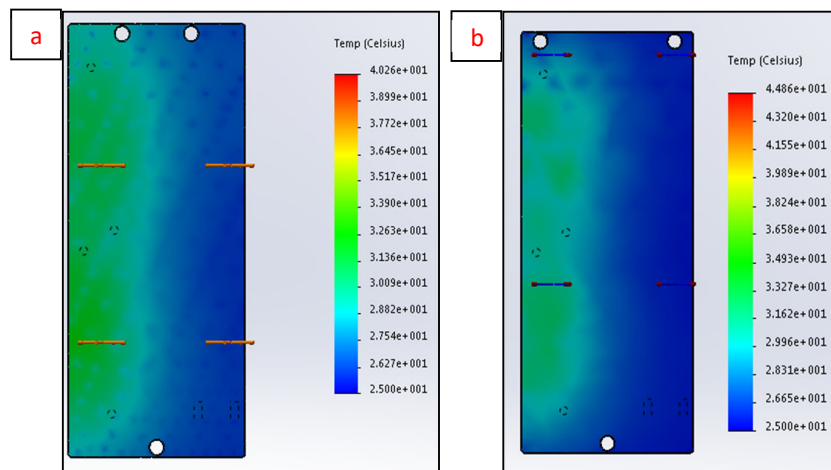 a
Temp (Celsius)
4.026e+001
3.899e+001
3.772e+001
3.645e+001
3.517e+001
3.390e+001
3.263e+001
3.136e+001
3.009e+001
2.882e+001
2.754e+001
2.627e+001
2.500e+001
b
Temp (Celsius)
4.486e+001
4.320e+001
4.155e+001
3.989e+001
3.824e+001
3.658e+001
3.493e+001
3.327e+001
3.162e+001
2.996e+001
2.831e+001
2.665e+001
2.500e+001